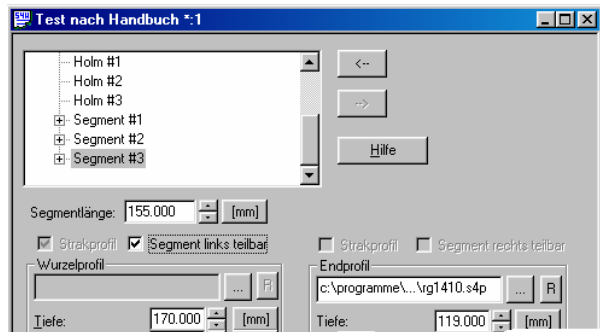 Test nach Handbuch *:1
Holm #1
<--
Holm #2
Holm #3
-->
Segment #1
Segment #2
Hilfe
Segment #3
Segmentlänge: 155.000 [mm]
Strakprofil Segment links teilbar Strakprofil Segment rechts teilbar
Wurzelprofil Endprofil
... R c:\programme\...\rg1410.s4p ... R
Tiefe: 170.000 [mm] Tiefe: 119.000 [mm]